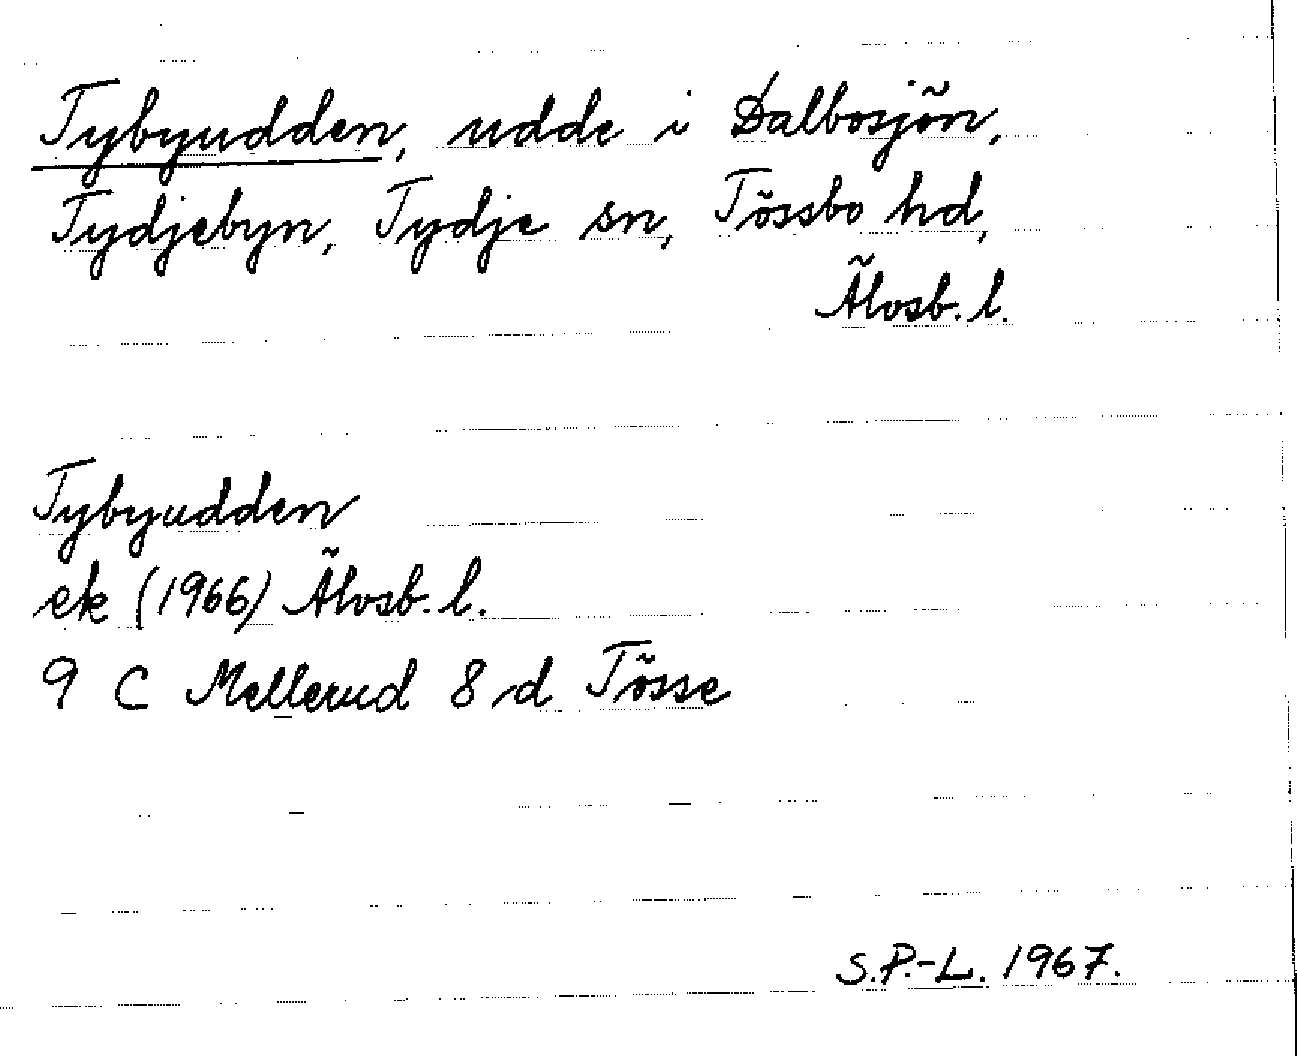 Tybyudden, udde i Dalbosjön,
Tydjebyn, Tydje sn, Tössbo hd,
Älvsb. l.
Tybyudden
ek (1966) Älvsb. l.
9 C Mellerud 8 d Tösse
S.P.-L. 1967.